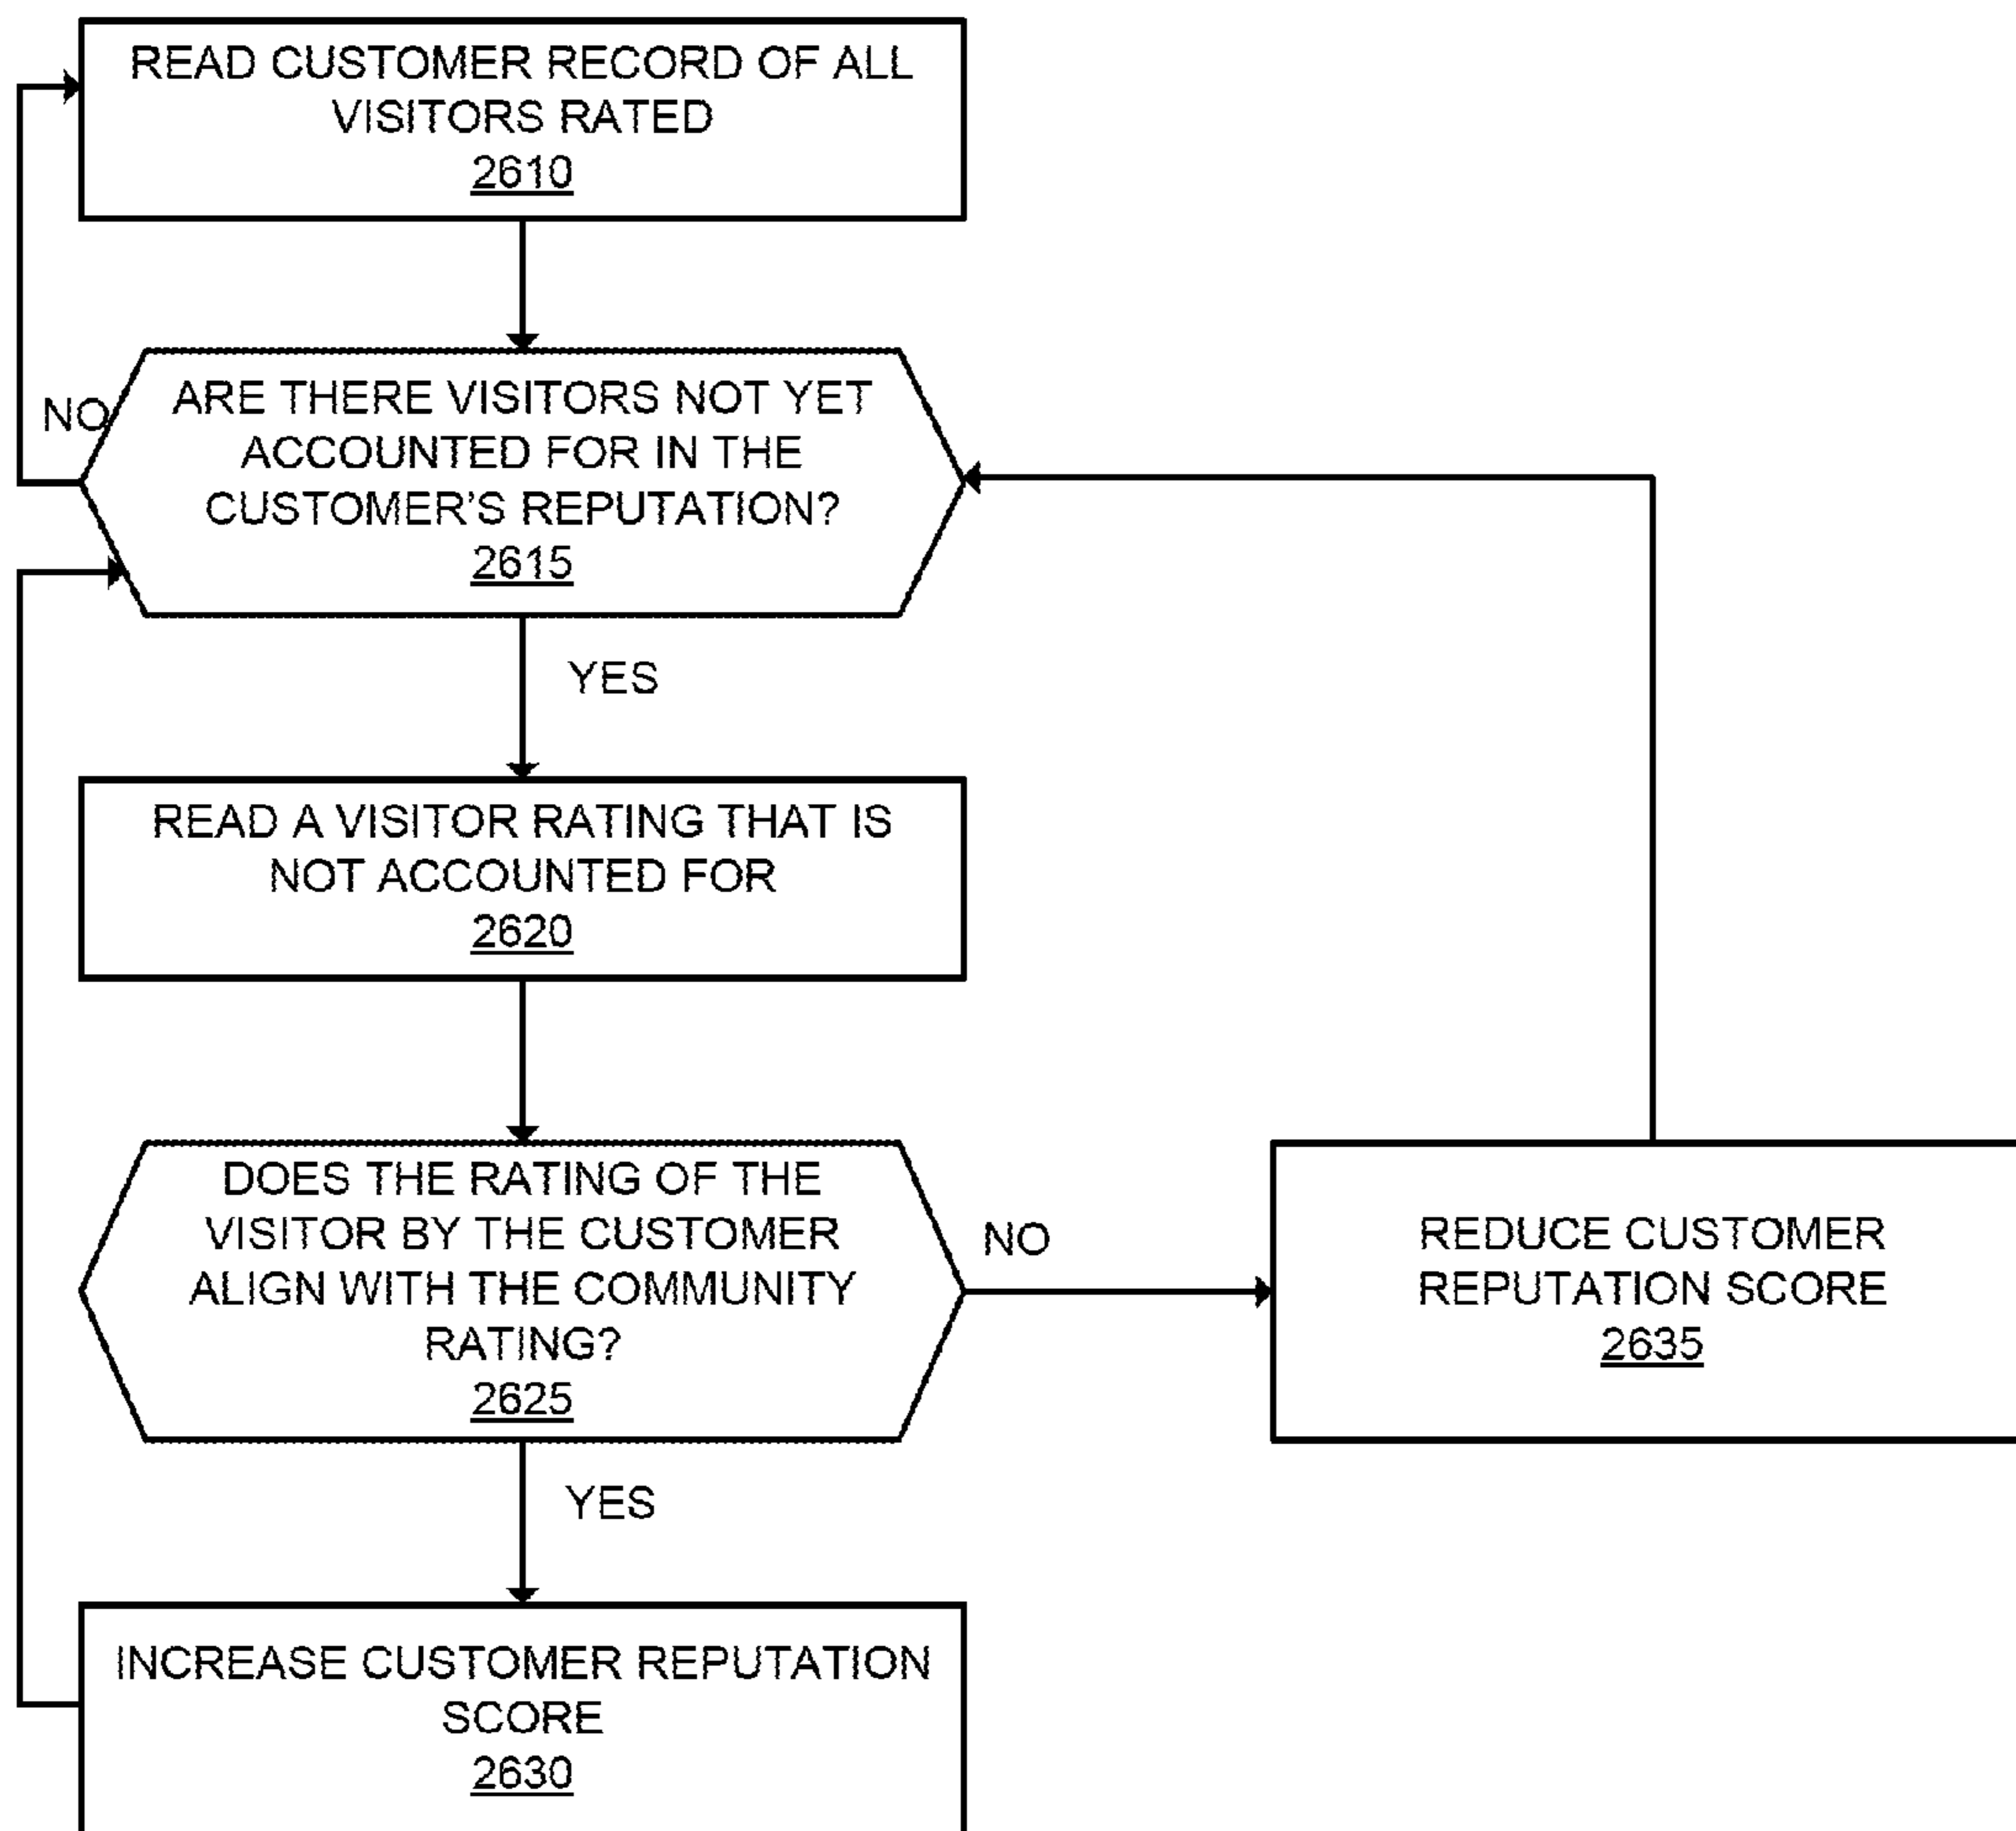 READ CUSTOMER RECORD OF ALL
VISITORS RATED
2610
NO
ARE THERE VISITORS NOT YET
ACCOUNTED FOR IN THE
CUSTOMER’S REPUTATION?
2615
YES
READ A VISITOR RATING THAT IS
NOT ACCOUNTED FOR
2620
DOES THE RATING OF THE
VISITOR BY THE CUSTOMER
ALIGN WITH THE COMMUNITY
RATING?
2625
NO
REDUCE CUSTOMER
REPUTATION SCORE
2635
YES
INCREASE CUSTOMER REPUTATION
SCORE
2630